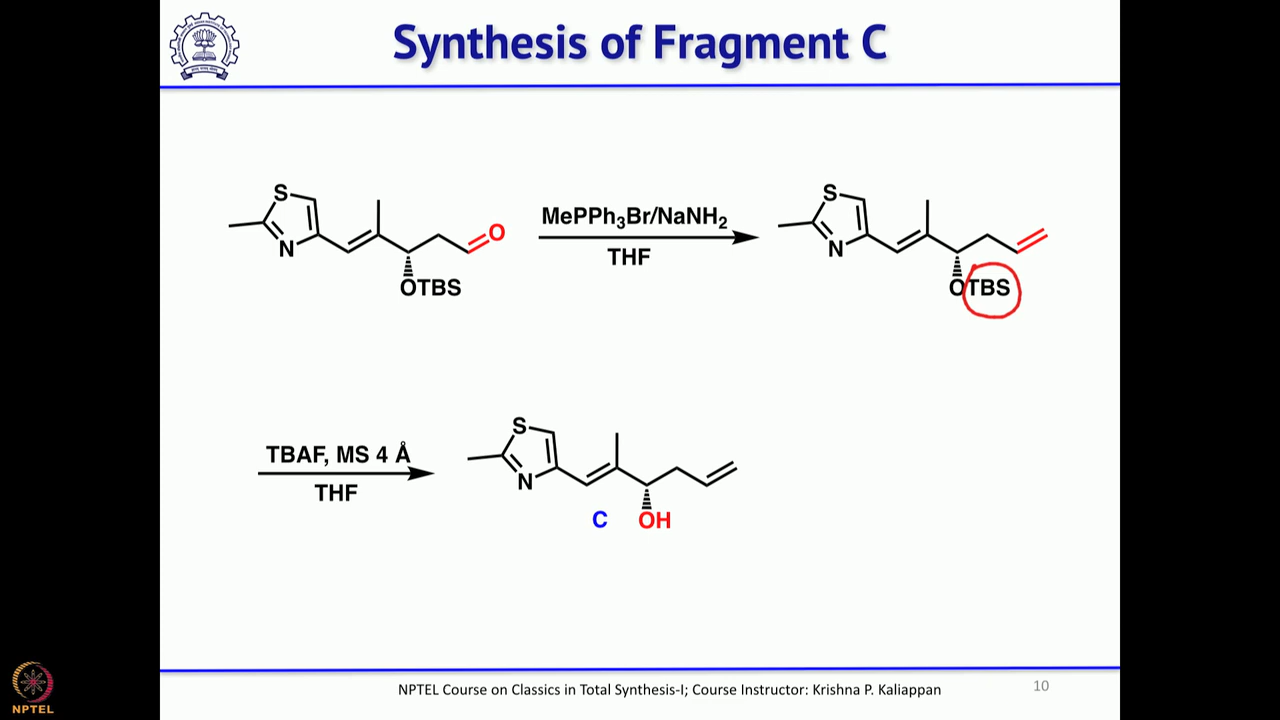 Synthesis of Fragment C
S
N
O
OTBS
MePPh3Br/NaNH2
THF
S
N
OTBS
TBAF, MS 4 Å
THF
S
N
C
OH
NPTEL
NPTEL Course on Classics in Total Synthesis-I; Course Instructor: Krishna P. Kaliappan
10